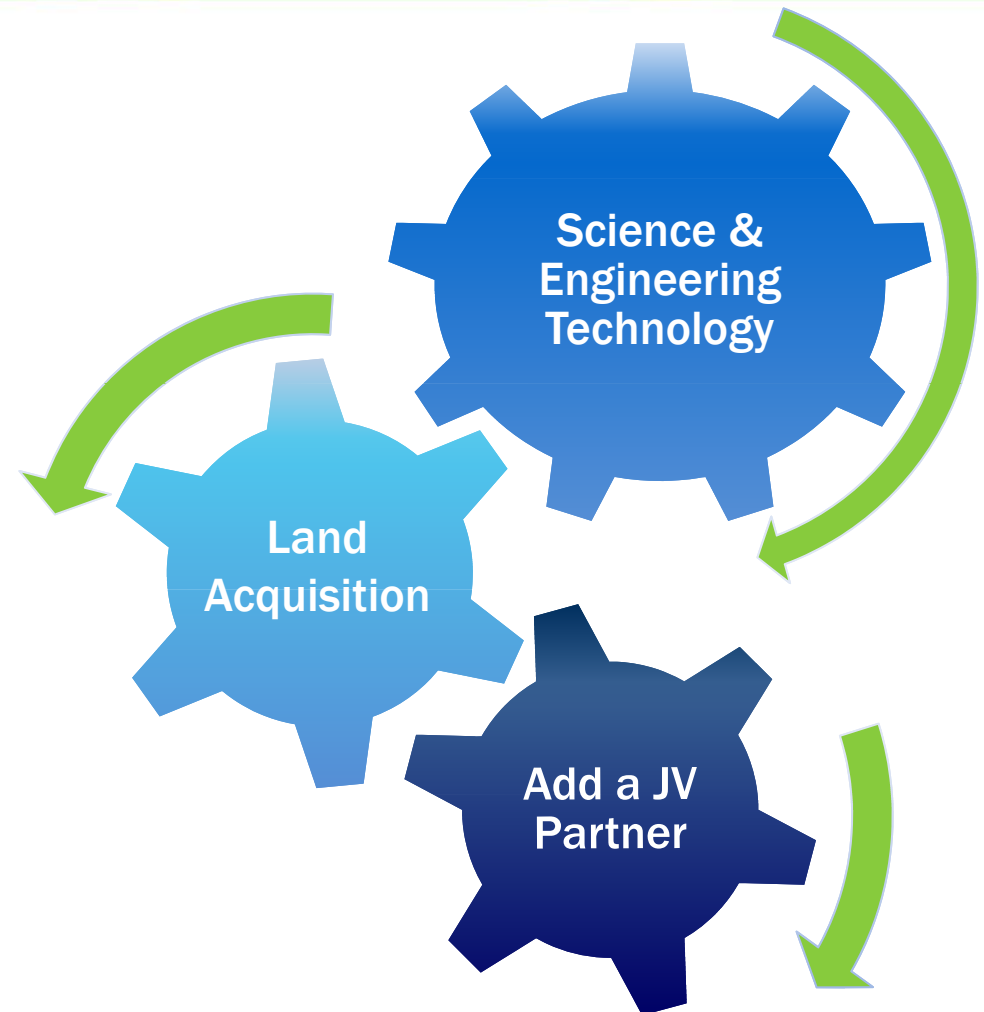 Science &
Engineering
Technology
Land
Acquisition
Add a JV
Partner